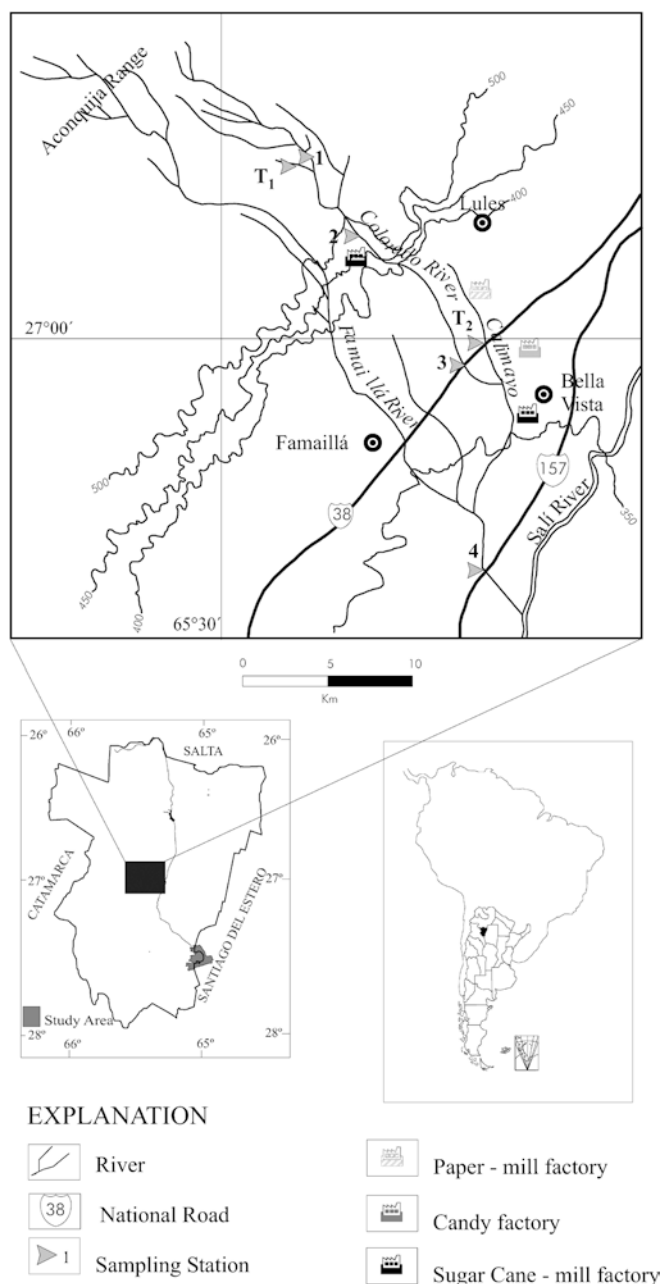 Aconquija Range
500
450
400
Lules
1
T1
2
Colorado River
27°00´
T2
Calimayo
3
Famaillá River
Bella
Vista
Famaillá
157
Salí River
38
500
350
4
450
400
65°30
0 5 10
Km
66° 65°
26° 26°
SALTA
CATAMARCA
27° 27°
SANTIAGO DEL ESTERO
Study Area
28° 28°
66° 65°
EXPLANATION
River
38
National Road
1
Sampling Station
Paper - mill factory
Candy factory
Sugar Cane - mill factory